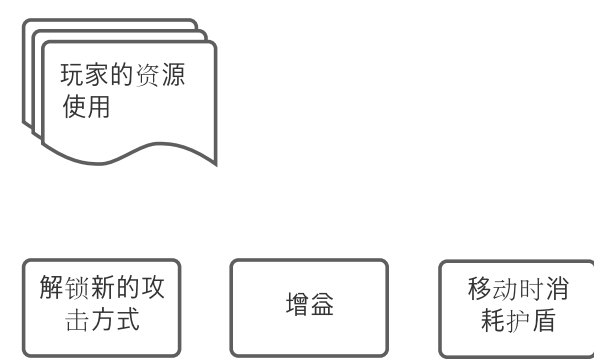 玩家的资源
使用
解锁新的攻
击方式
增益
移动时消
耗护盾